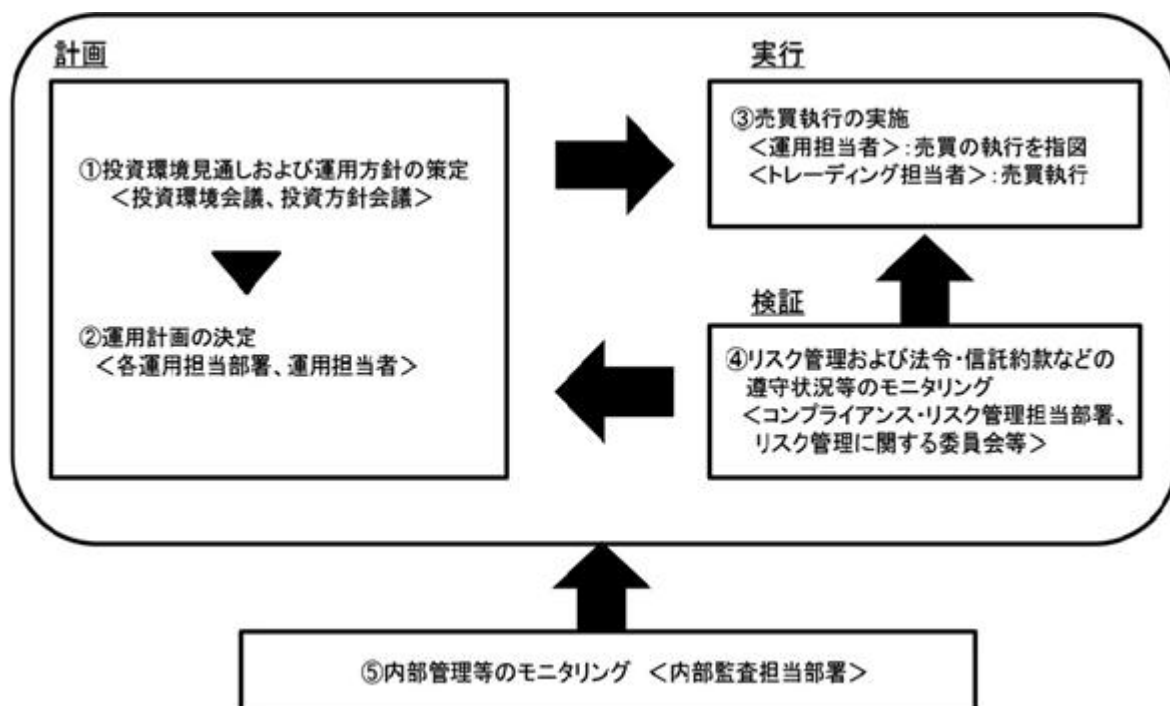 計画
①投資環境見通しおよび運用方針の策定
＜投資環境会議、投資方針会議＞
②運用計画の決定
＜各運用担当部署、運用担当者＞
実行
③売買執行の実施
＜運用担当者＞：売買の執行を指図
＜トレーディング担当者＞：売買執行
検証
④リスク管理および法令・信託約款などの
遵守状況等のモニタリング
＜コンプライアンス・リスク管理担当部署、
リスク管理に関する委員会等＞
⑤内部管理等のモニタリング ＜内部監査担当部署＞